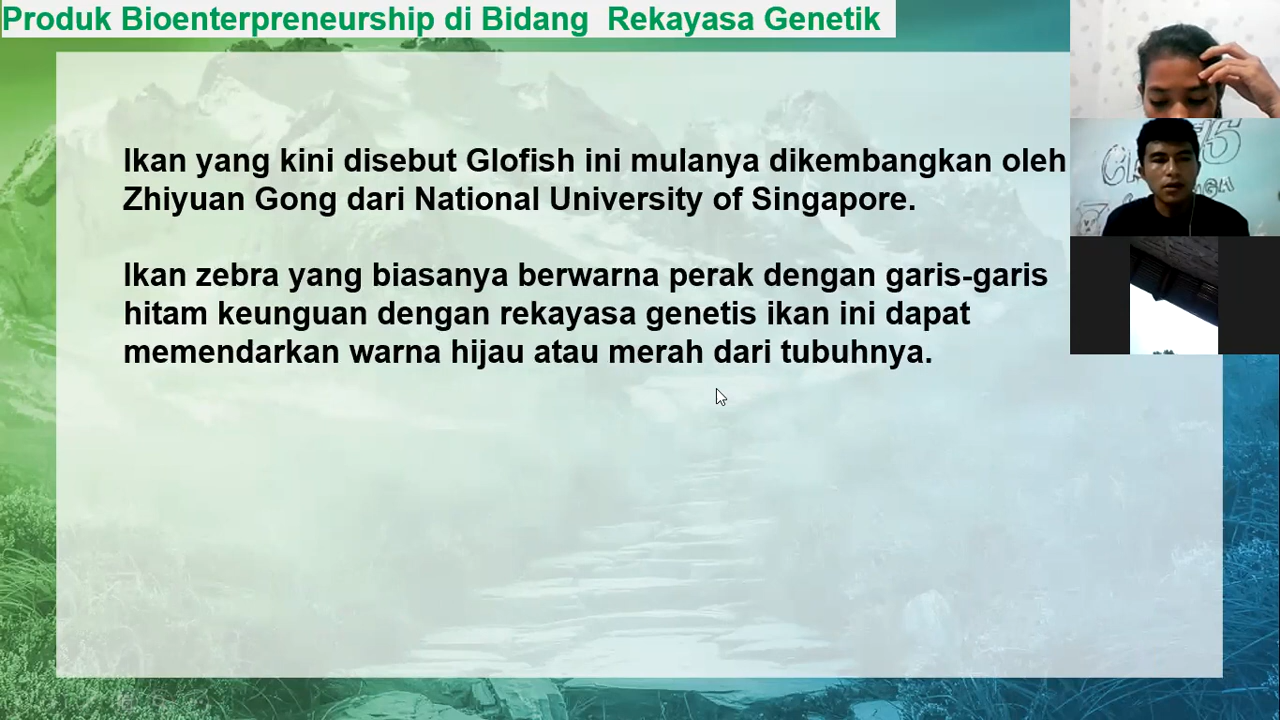 Produk Bioenterpreneurship di Bidang Rekayasa Genetik
Ikan yang kini disebut Glofish ini mulanya dikembangkan oleh
Zhiyuan Gong dari National University of Singapore.
Ikan zebra yang biasanya berwarna perak dengan garis-garis
hitam keunguan dengan rekayasa genetis ikan ini dapat
memendarkan warna hijau atau merah dari tubuhnya.